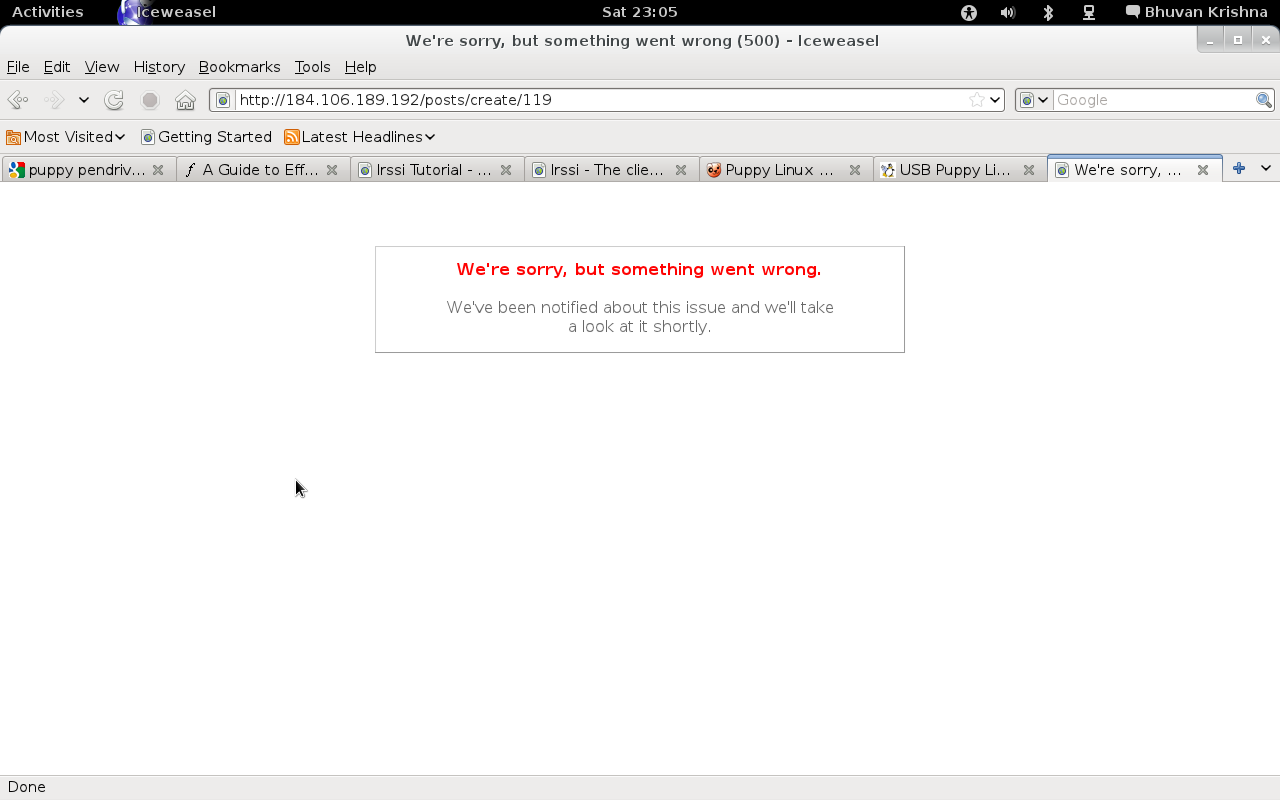 Activities Iceweasel Sat 23:05 Bhuvan Krishna
We're sorry, but something went wrong (500) - Iceweasel
File Edit View History Bookmarks Tools Help
http://184.106.189.192/posts/create/119 Google
Most Visited Getting Started Latest Headlines
puppy pendriv... A Guide to Eff... Irssi Tutorial - ... Irssi - The clie... Puppy Linux ... USB Puppy Li... We're sorry, ...
We're sorry, but something went wrong.
We've been notified about this issue and we'll take
a look at it shortly.
Done